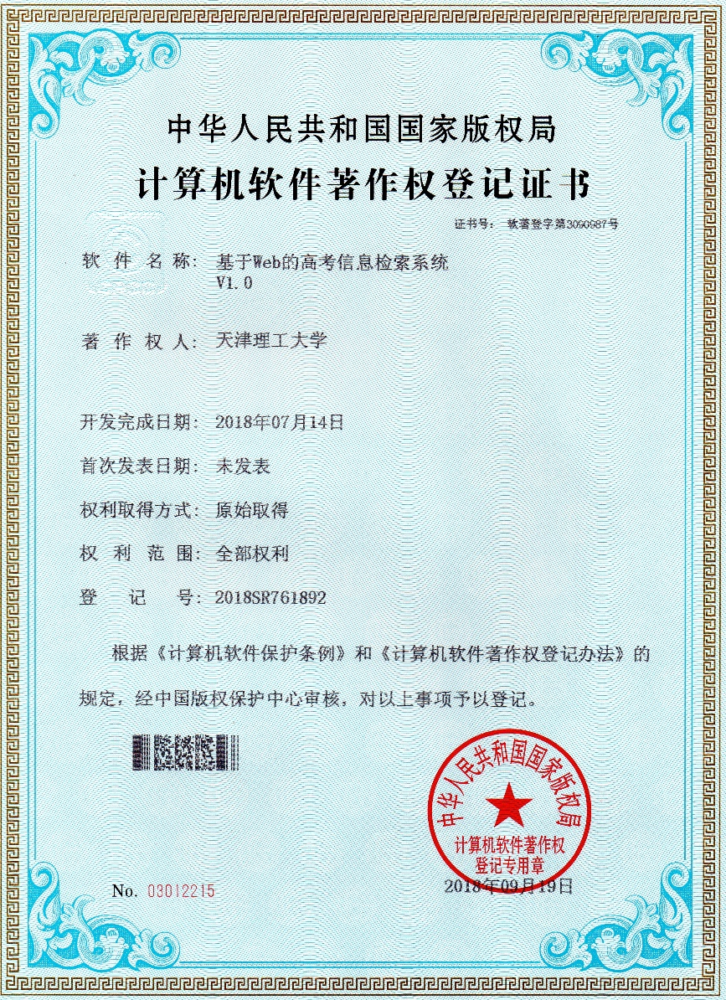 中华人民共和国国家版权局
计算机软件著作权登记证书
证书号： 软著登字第3090987号
软件名称： 基于Web的高考信息检索系统
V1.0
著作权人： 天津理工大学
开发完成日期： 2018年07月14日
首次发表日期： 未发表
权利取得方式： 原始取得
权利范围： 全部权利
登记号： 2018SR761892
根据《计算机软件保护条例》和《计算机软件著作权登记办法》的
规定，经中国版权保护中心审核，对以上事项予以登记。
中华人民共和国国家版权局
计算机软件著作权
登记专用章
2018年09月19日
No. 03012215